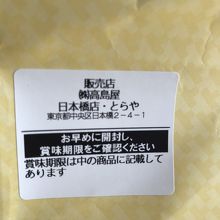 販売店
㈱高島屋
日本橋店・とらや
東京都中央区日本橋2-4-1
お早めに開封し、
賞味期限をご確認ください
賞味期限は中の商品に記載して
あります